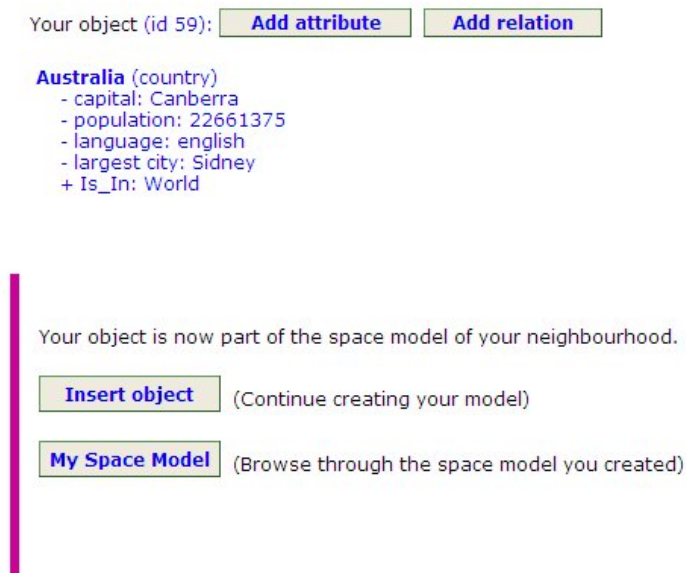 Your object (id 59): Add attribute Add relation
Australia (country)
- capital: Canberra
- population: 22661375
- language: english
- largest city: Sidney
+ Is_In: World
Your object is now part of the space model of your neighbourhood.
Insert object (Continue creating your model)
My Space Model (Browse through the space model you created)